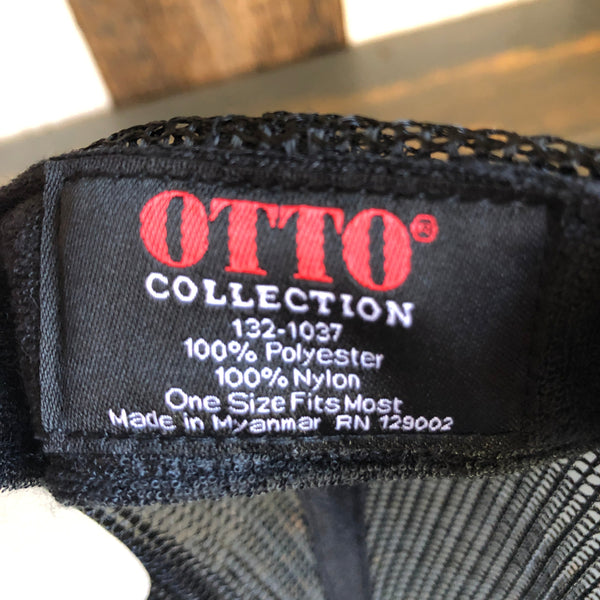 OTTO®
COLLECTION
132-1037
100% Polyester
100% Nylon
One Size Fits Most
Made in Myanmar RN 129002